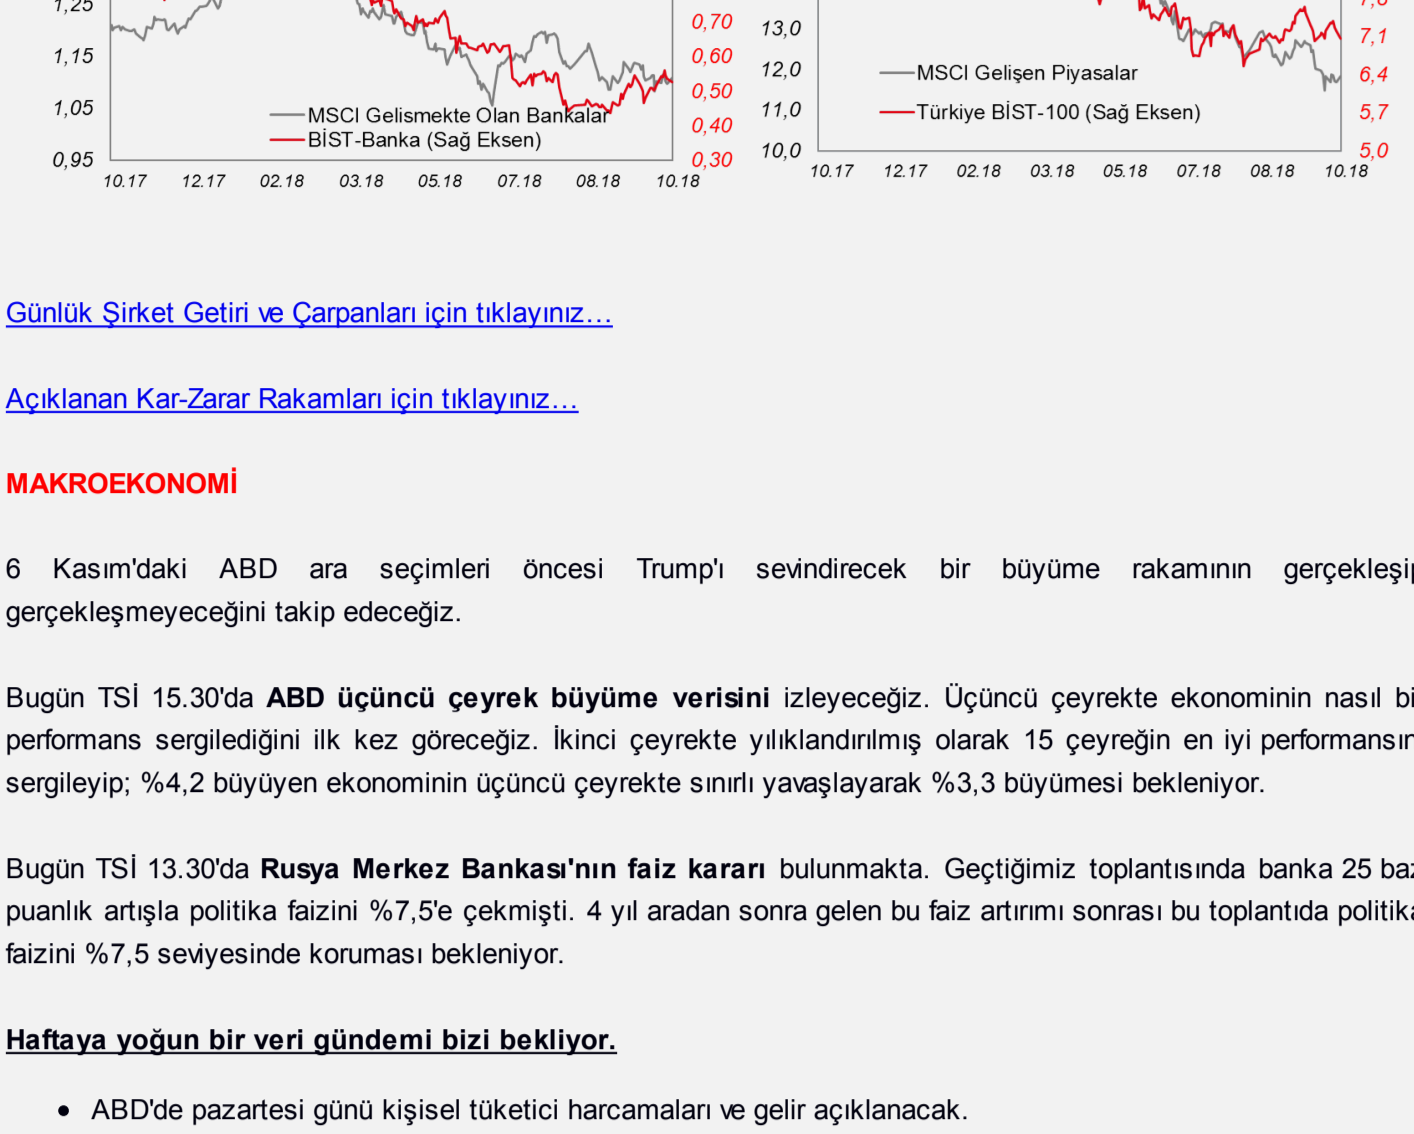 1,25
1,15
1,05
0,95
0,70
0,60
0,50
0,40
0,30
MSCI Gelismekte Olan Bankalar
BİST-Banka (Sağ Eksen)
10.17 12.17 02.18 03.18 05.18 07.18 08.18 10.18
13,0
12,0
11,0
10,0
7,1
6,4
5,7
5,0
MSCI Gelişen Piyasalar
Türkiye BİST-100 (Sağ Eksen)
10.17 12.17 02.18 03.18 05.18 07.18 08.18 10.18
Günlük Şirket Getiri ve Çarpanları için tıklayınız…
Açıklanan Kar-Zarar Rakamları için tıklayınız…
MAKROEKONOMİ
6 Kasım'daki ABD ara seçimleri öncesi Trump'ı sevindirecek bir büyüme rakamının gerçekleşip
gerçekleşmeyeceğini takip edeceğiz.
Bugün TSİ 15.30'da ABD üçüncü çeyrek büyüme verisini izleyeceğiz. Üçüncü çeyrekte ekonominin nasıl bi
performans sergilediğini ilk kez göreceğiz. İkinci çeyrekte yılıklandırılmış olarak 15 çeyreğin en iyi performansın
sergileyip; %4,2 büyüyen ekonominin üçüncü çeyrekte sınırlı yavaşlayarak %3,3 büyümesi bekleniyor.
Bugün TSİ 13.30'da Rusya Merkez Bankası'nın faiz kararı bulunmakta. Geçtiğimiz toplantısında banka 25 baz
puanlık artışla politika faizini %7,5'e çekmişti. 4 yıl aradan sonra gelen bu faiz artırımı sonrası bu toplantıda politika
faizini %7,5 seviyesinde koruması bekleniyor.
Haftaya yoğun bir veri gündemi bizi bekliyor.
• ABD'de pazartesi günü kişisel tüketici harcamaları ve gelir açıklanacak.